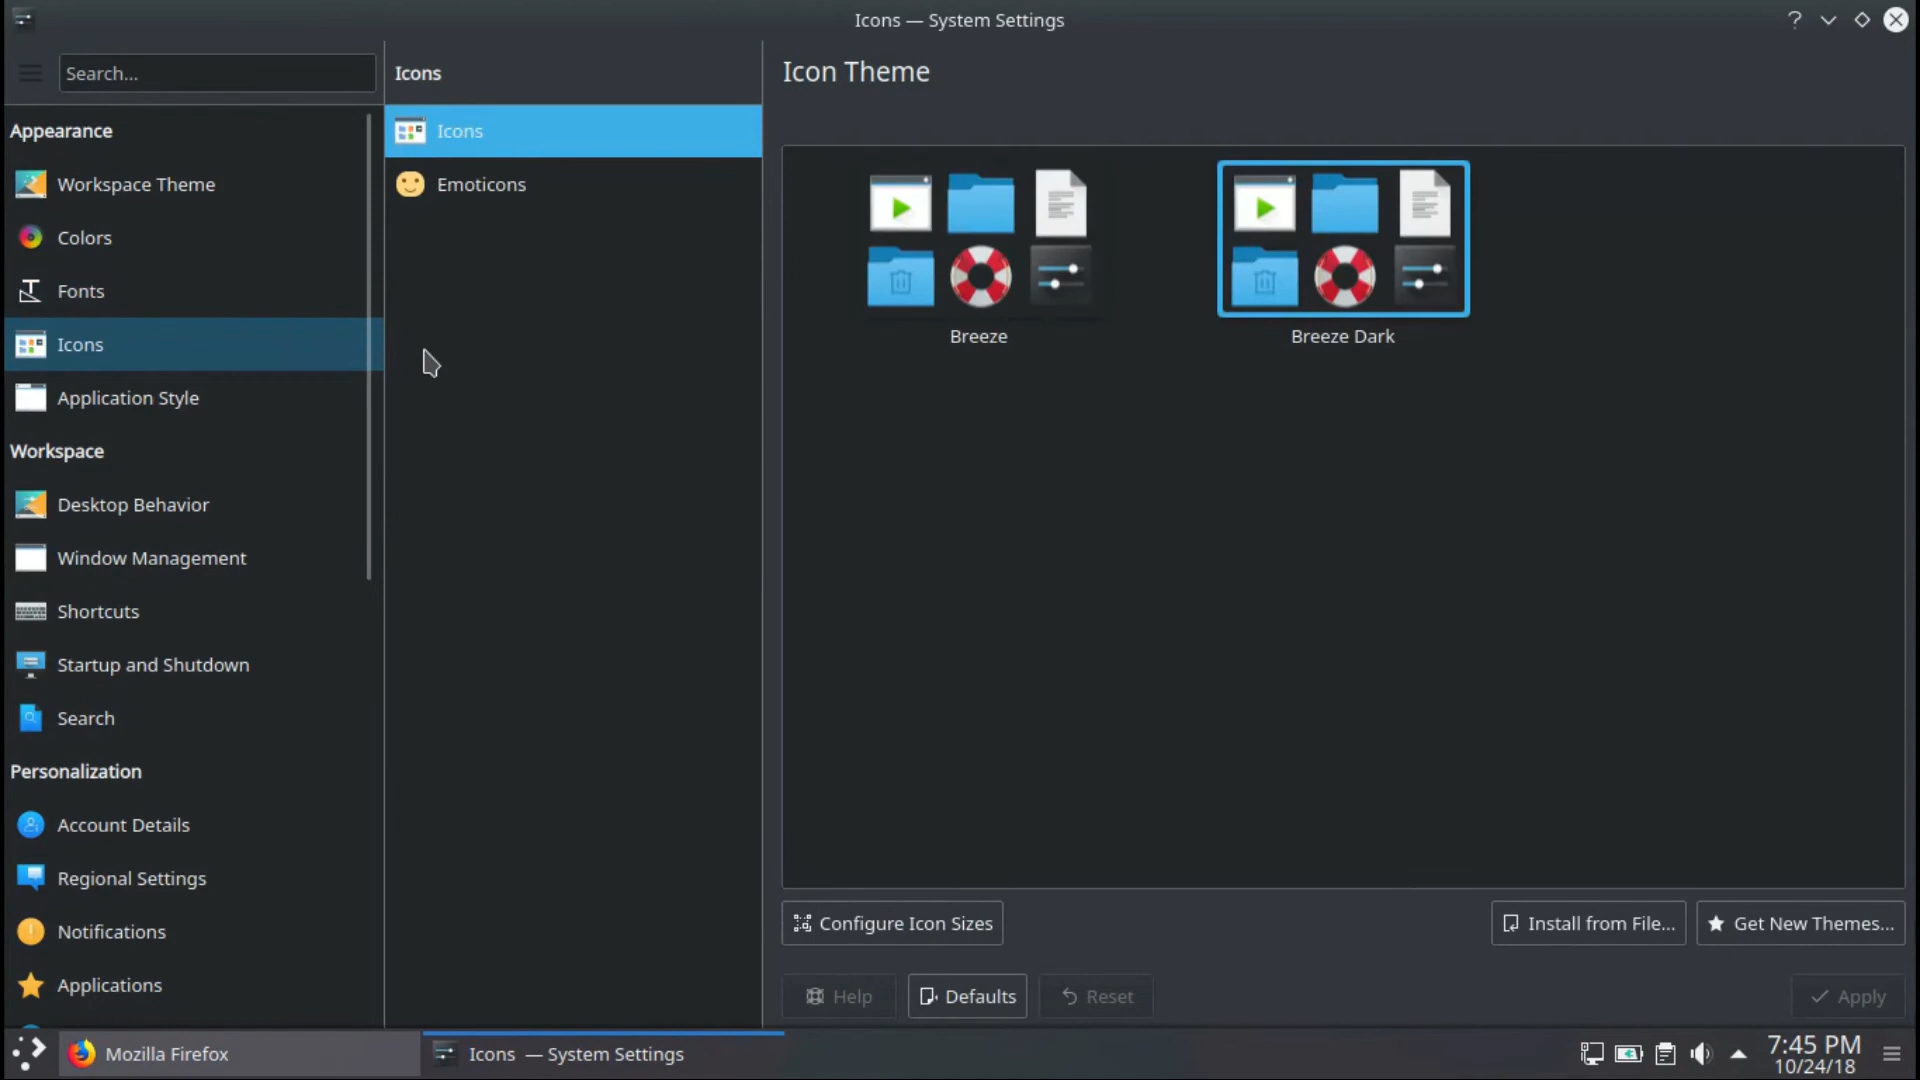 Icons — System Settings
Search...
Icons
Icon Theme
Appearance
Workspace Theme
Colors
Fonts
Icons
Application Style
Workspace
Desktop Behavior
Window Management
Shortcuts
Startup and Shutdown
Search
Personalization
Account Details
Regional Settings
Notifications
Applications
Icons
Emoticons
Breeze
Breeze Dark
Configure Icon Sizes
Install from File...
Get New Themes...
Help
Defaults
Reset
Apply
Mozilla Firefox
Icons — System Settings
7:45 PM
10/24/18